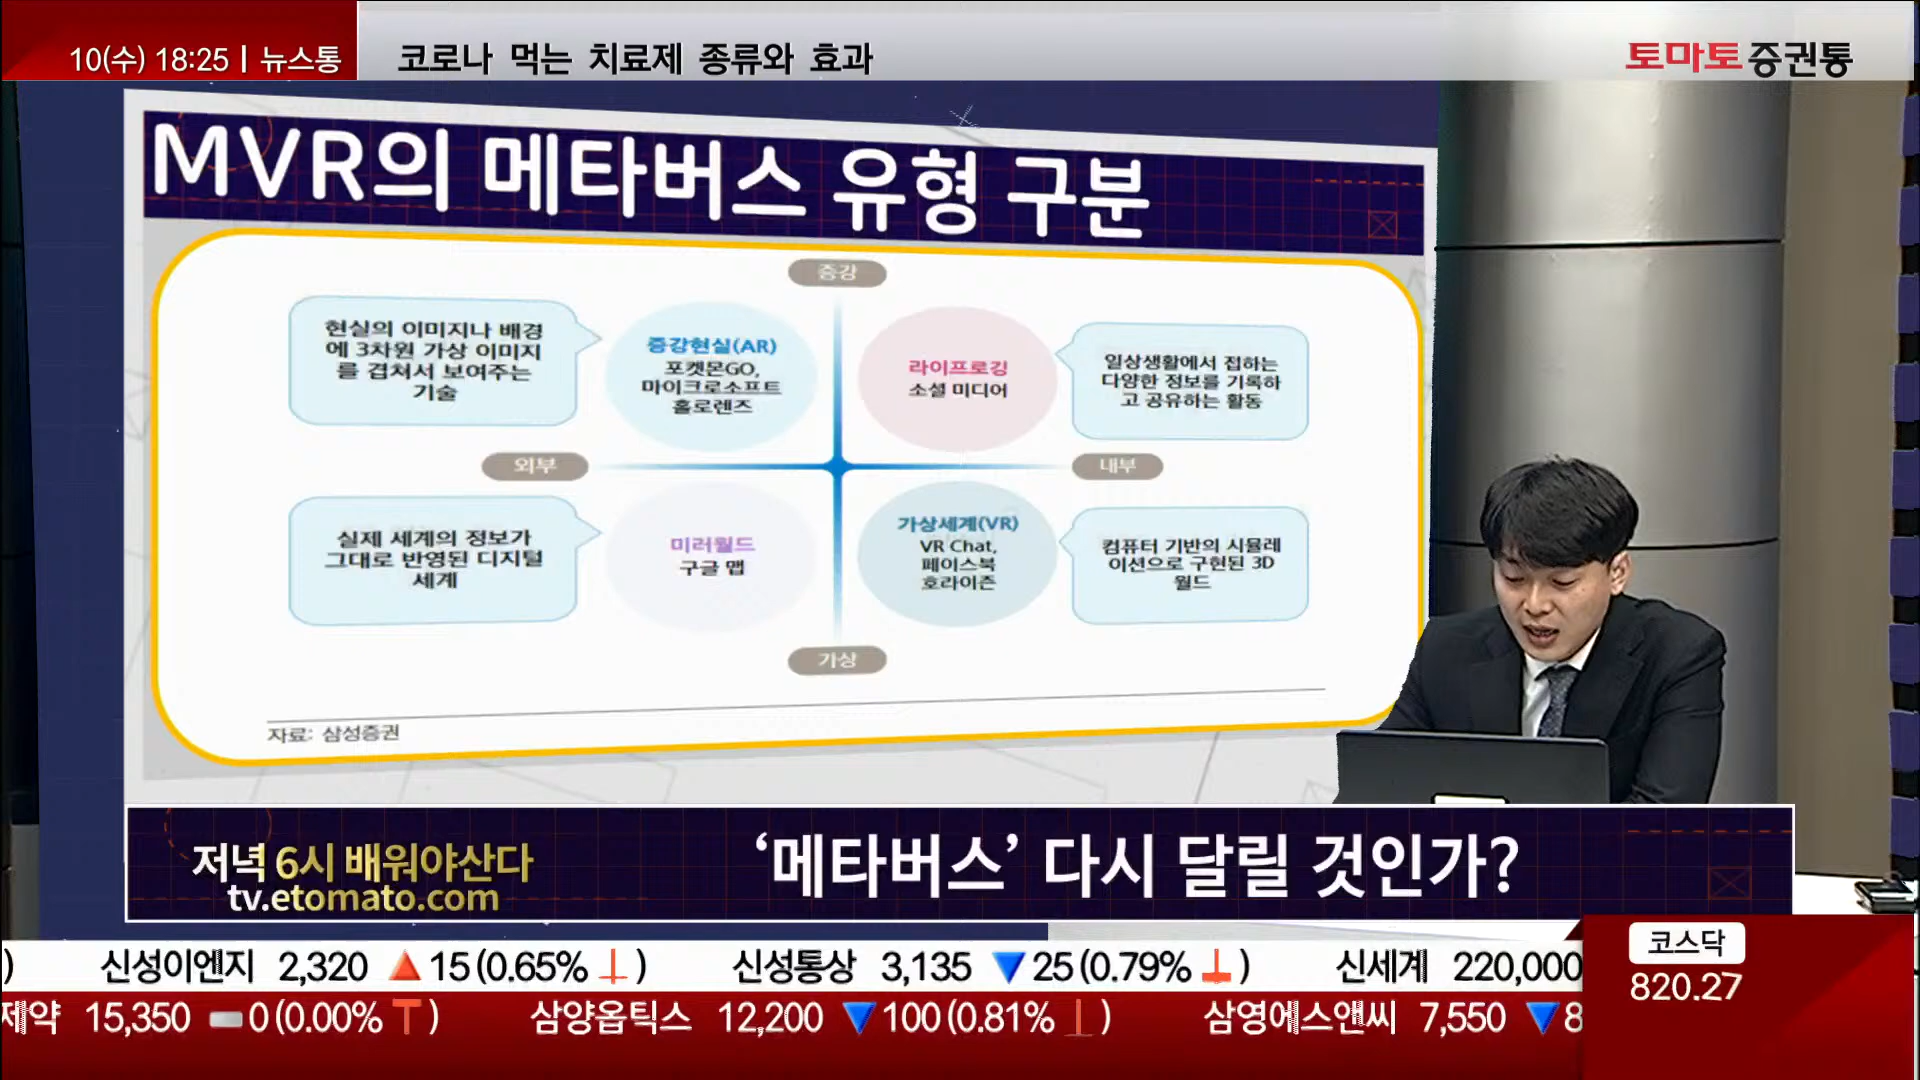 10(수) 18:25 | 뉴스통
코로나 먹는 치료제 종류와 효과
토마토증권통
MVR의 메타버스 유형 구분
증강
현실의 이미지나 배경
에 3차원 가상 이미지
를 겹쳐서 보여주는
기술
증강현실(AR)
포켓몬GO,
마이크로소프트
홀로렌즈
라이프로깅
소셜 미디어
일상생활에서 접하는
다양한 정보를 기록하
고 공유하는 활동
외부
내부
실제 세계의 정보가
그대로 반영된 디지털
세계
미러월드
구글 맵
가상세계(VR)
VR Chat,
페이스북
호라이즌
컴퓨터 기반의 시뮬레
이션으로 구현된 3D
월드
가상
자료: 삼성증권
저녁 6시 배워야산다
tv.etomato.com
‘메타버스’ 다시 달릴 것인가?
) 신성이엔지 2,320 ▲15(0.65%⊥) 신성통상 3,135 ▼25(0.79%⊥) 신세계 220,000
제약 15,350 0(0.00%T) 삼양옵틱스 12,200 ▼100(0.81%⊥) 삼영에스앤씨 7,550 ▼8
코스닥
820.27